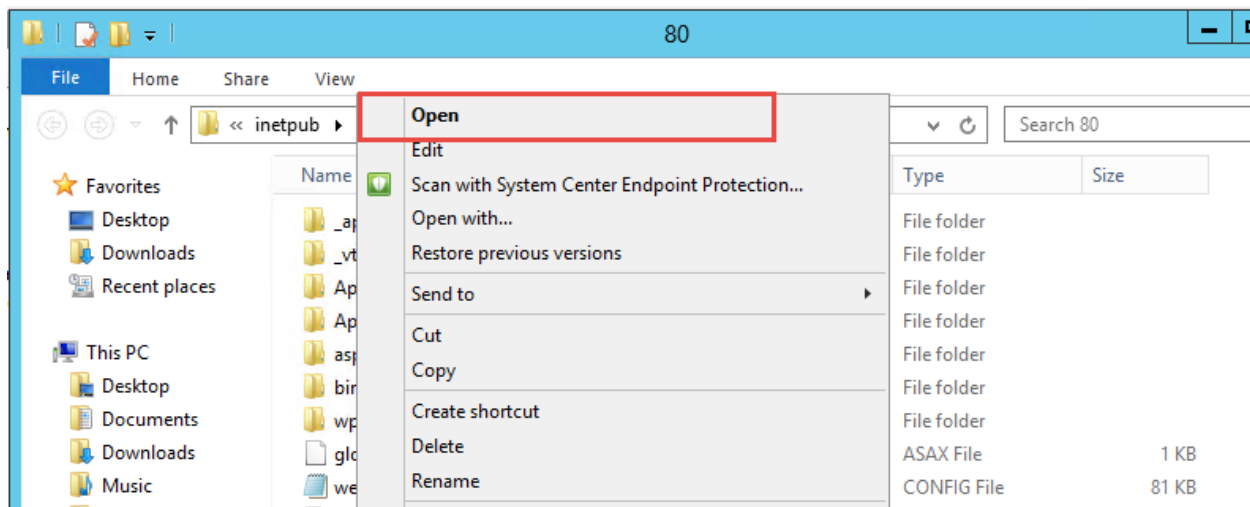 80
File Home Share View
« inetpub
Search 80
Open
Edit
Scan with System Center Endpoint Protection...
Open with...
Restore previous versions
Send to
Cut
Copy
Create shortcut
Delete
Rename
Favorites
Desktop
Downloads
Recent places
This PC
Desktop
Documents
Downloads
Music
Name Type Size
_ap File folder
_vt File folder
Ap File folder
Ap File folder
asp File folder
bin File folder
wp File folder
glo ASAX File 1 KB
we CONFIG File 81 KB